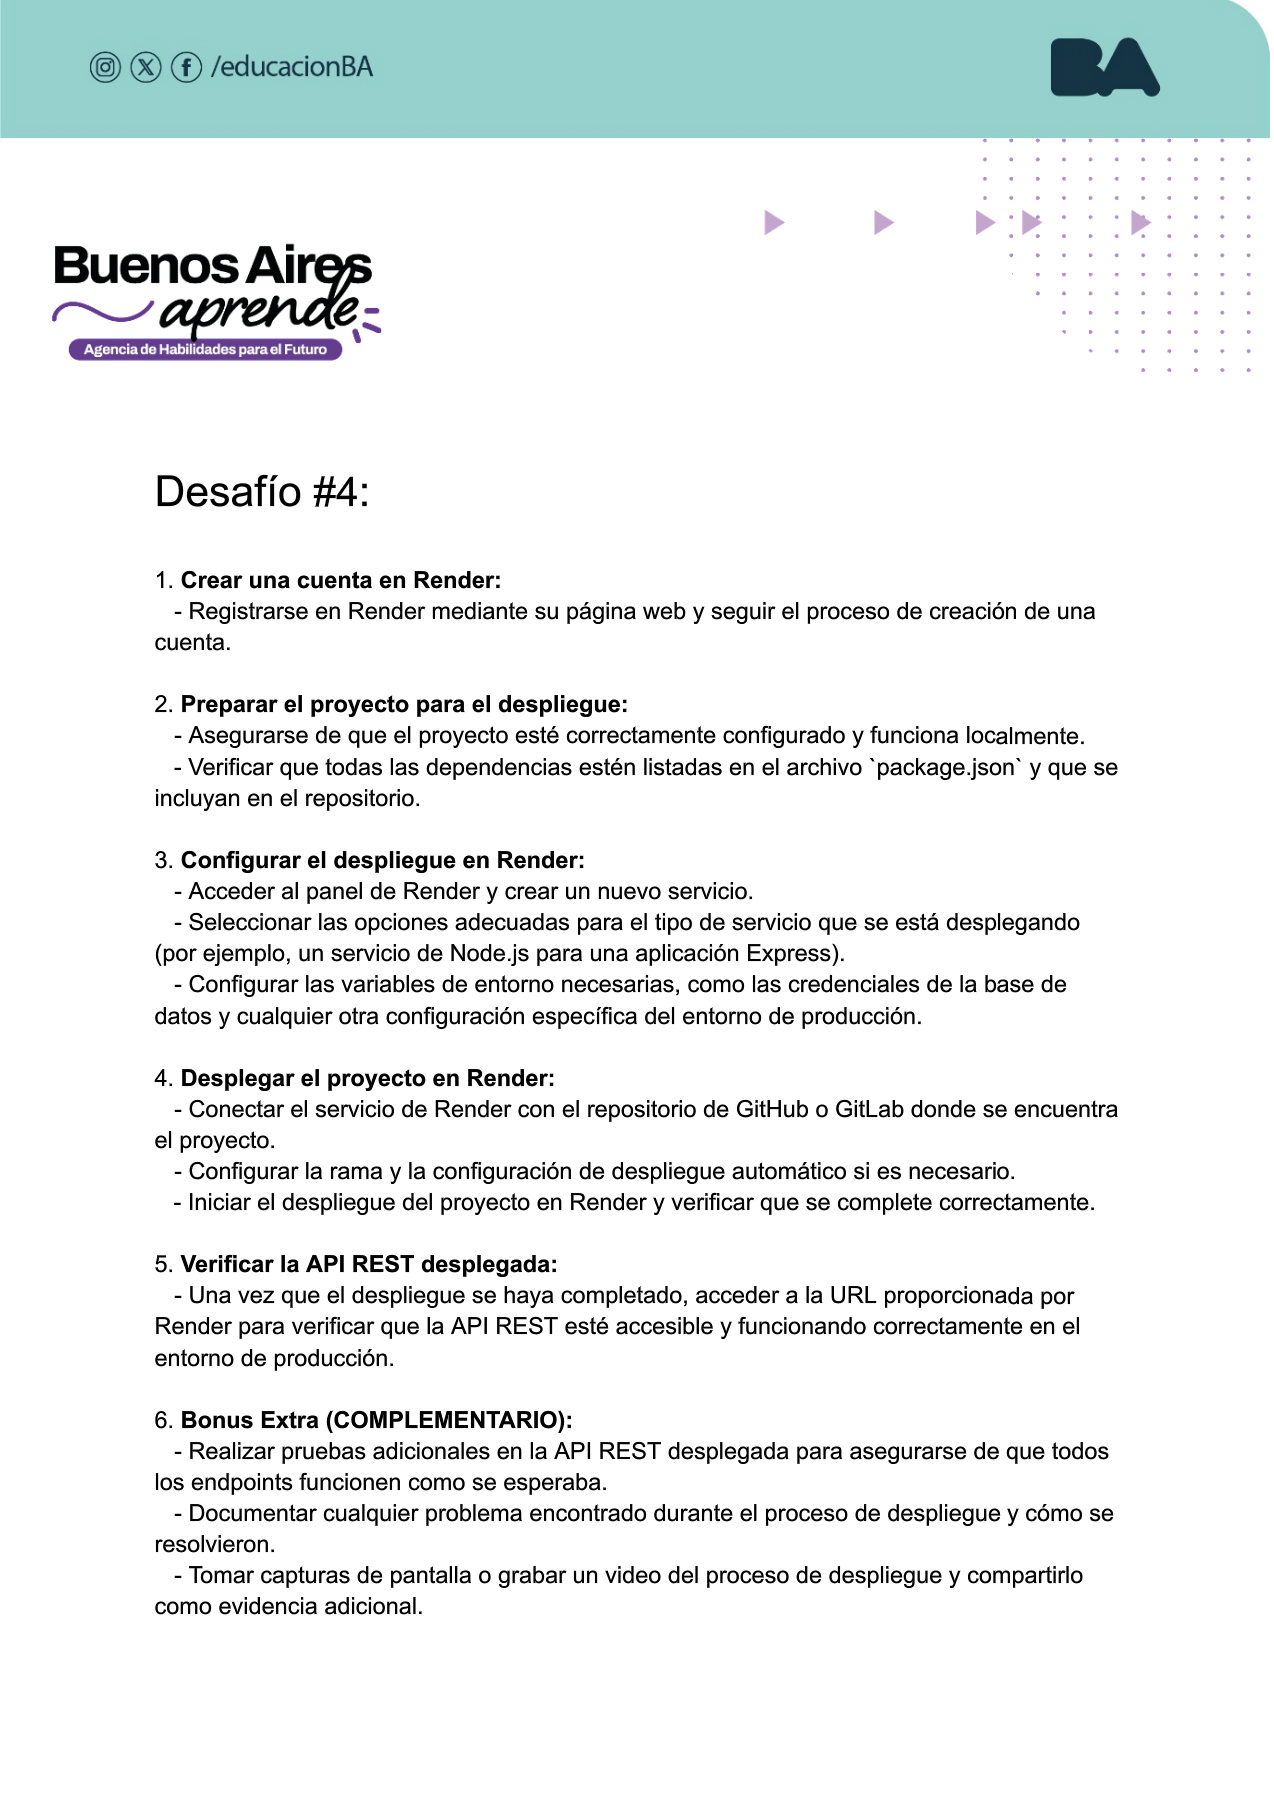 /educacionBA
BA
Buenos Aires
aprende
Agencia de Habilidades para el Futuro
Desafío #4:
1. Crear una cuenta en Render:
- Registrarse en Render mediante su página web y seguir el proceso de creación de una
cuenta.
2. Preparar el proyecto para el despliegue:
- Asegurarse de que el proyecto esté correctamente configurado y funciona localmente.
- Verificar que todas las dependencias estén listadas en el archivo `package.json` y que se
incluyan en el repositorio.
3. Configurar el despliegue en Render:
- Acceder al panel de Render y crear un nuevo servicio.
- Seleccionar las opciones adecuadas para el tipo de servicio que se está desplegando
(por ejemplo, un servicio de Node.js para una aplicación Express).
- Configurar las variables de entorno necesarias, como las credenciales de la base de
datos y cualquier otra configuración específica del entorno de producción.
4. Desplegar el proyecto en Render:
- Conectar el servicio de Render con el repositorio de GitHub o GitLab donde se encuentra
el proyecto.
- Configurar la rama y la configuración de despliegue automático si es necesario.
- Iniciar el despliegue del proyecto en Render y verificar que se complete correctamente.
5. Verificar la API REST desplegada:
- Una vez que el despliegue se haya completado, acceder a la URL proporcionada por
Render para verificar que la API REST esté accesible y funcionando correctamente en el
entorno de producción.
6. Bonus Extra (COMPLEMENTARIO):
- Realizar pruebas adicionales en la API REST desplegada para asegurarse de que todos
los endpoints funcionen como se esperaba.
- Documentar cualquier problema encontrado durante el proceso de despliegue y cómo se
resolvieron.
- Tomar capturas de pantalla o grabar un video del proceso de despliegue y compartirlo
como evidencia adicional.